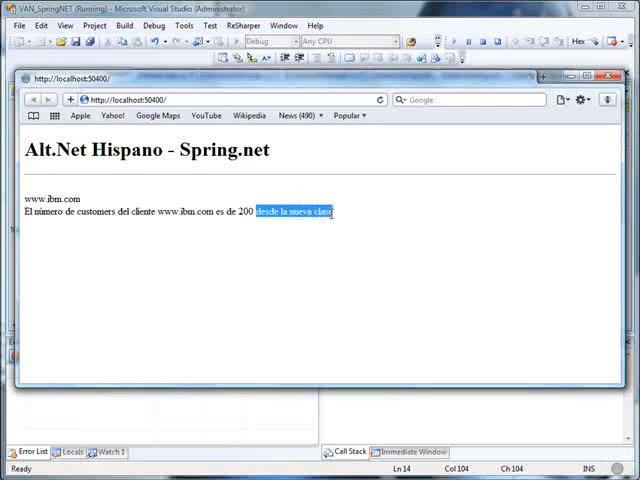 VAN_SpringNET (Running) - Microsoft Visual Studio (Administrator)
File Edit View Project Build Debug Team Data Tools Test ReSharper Window Help
Debug Any CPU Hex
http://localhost:50400/
http://localhost:50400/ Google
Apple Yahoo! Google Maps YouTube Wikipedia News (490) Popular
Alt.Net Hispano - Spring.net
www.ibm.com
El número de customers del cliente www.ibm.com es de 200 desde la nueva clase
Error List Locals Watch 1 Call Stack Immediate Window
Ready Ln 14 Col 104 Ch 104 INS